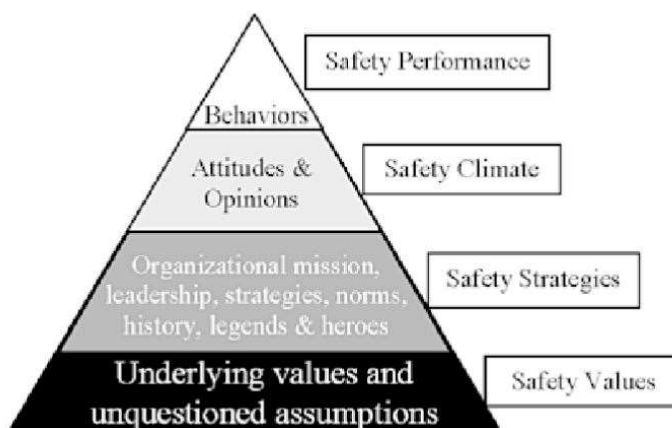 Safety Performance
Behaviors
Attitudes &
Opinions
Safety Climate
Organizational mission,
leadership, strategies, norms,
history, legends & heroes
Safety Strategies
Underlying values and
unquestioned assumptions
Safety Values